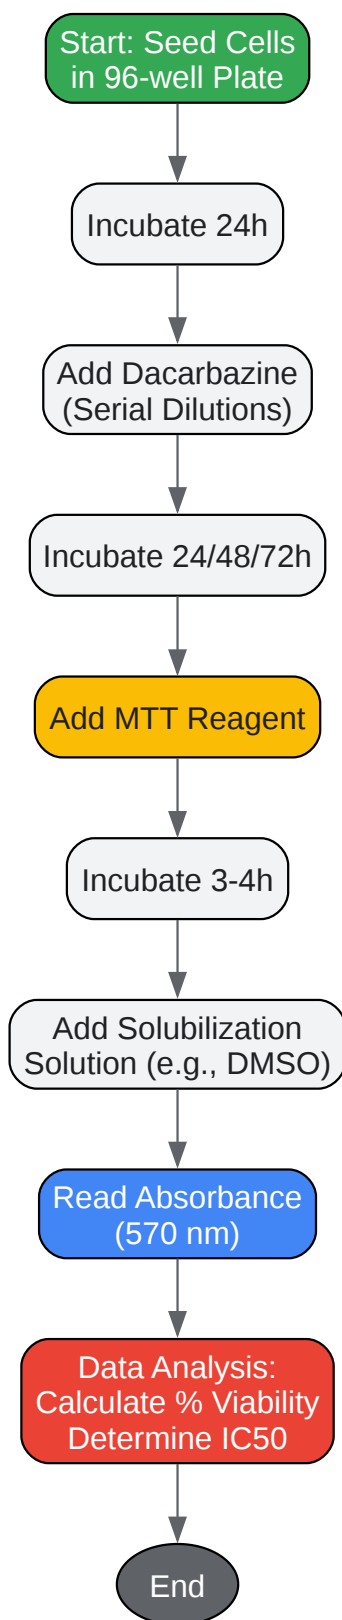 Start: Seed Cells
in 96-well Plate
Incubate 24h
Add Dacarbazine
(Serial Dilutions)
Incubate 24/48/72h
Add MTT Reagent
Incubate 3-4h
Add Solubilization
Solution (e.g., DMSO)
Read Absorbance
(570 nm)
Data Analysis:
Calculate % Viability
Determine IC50
End